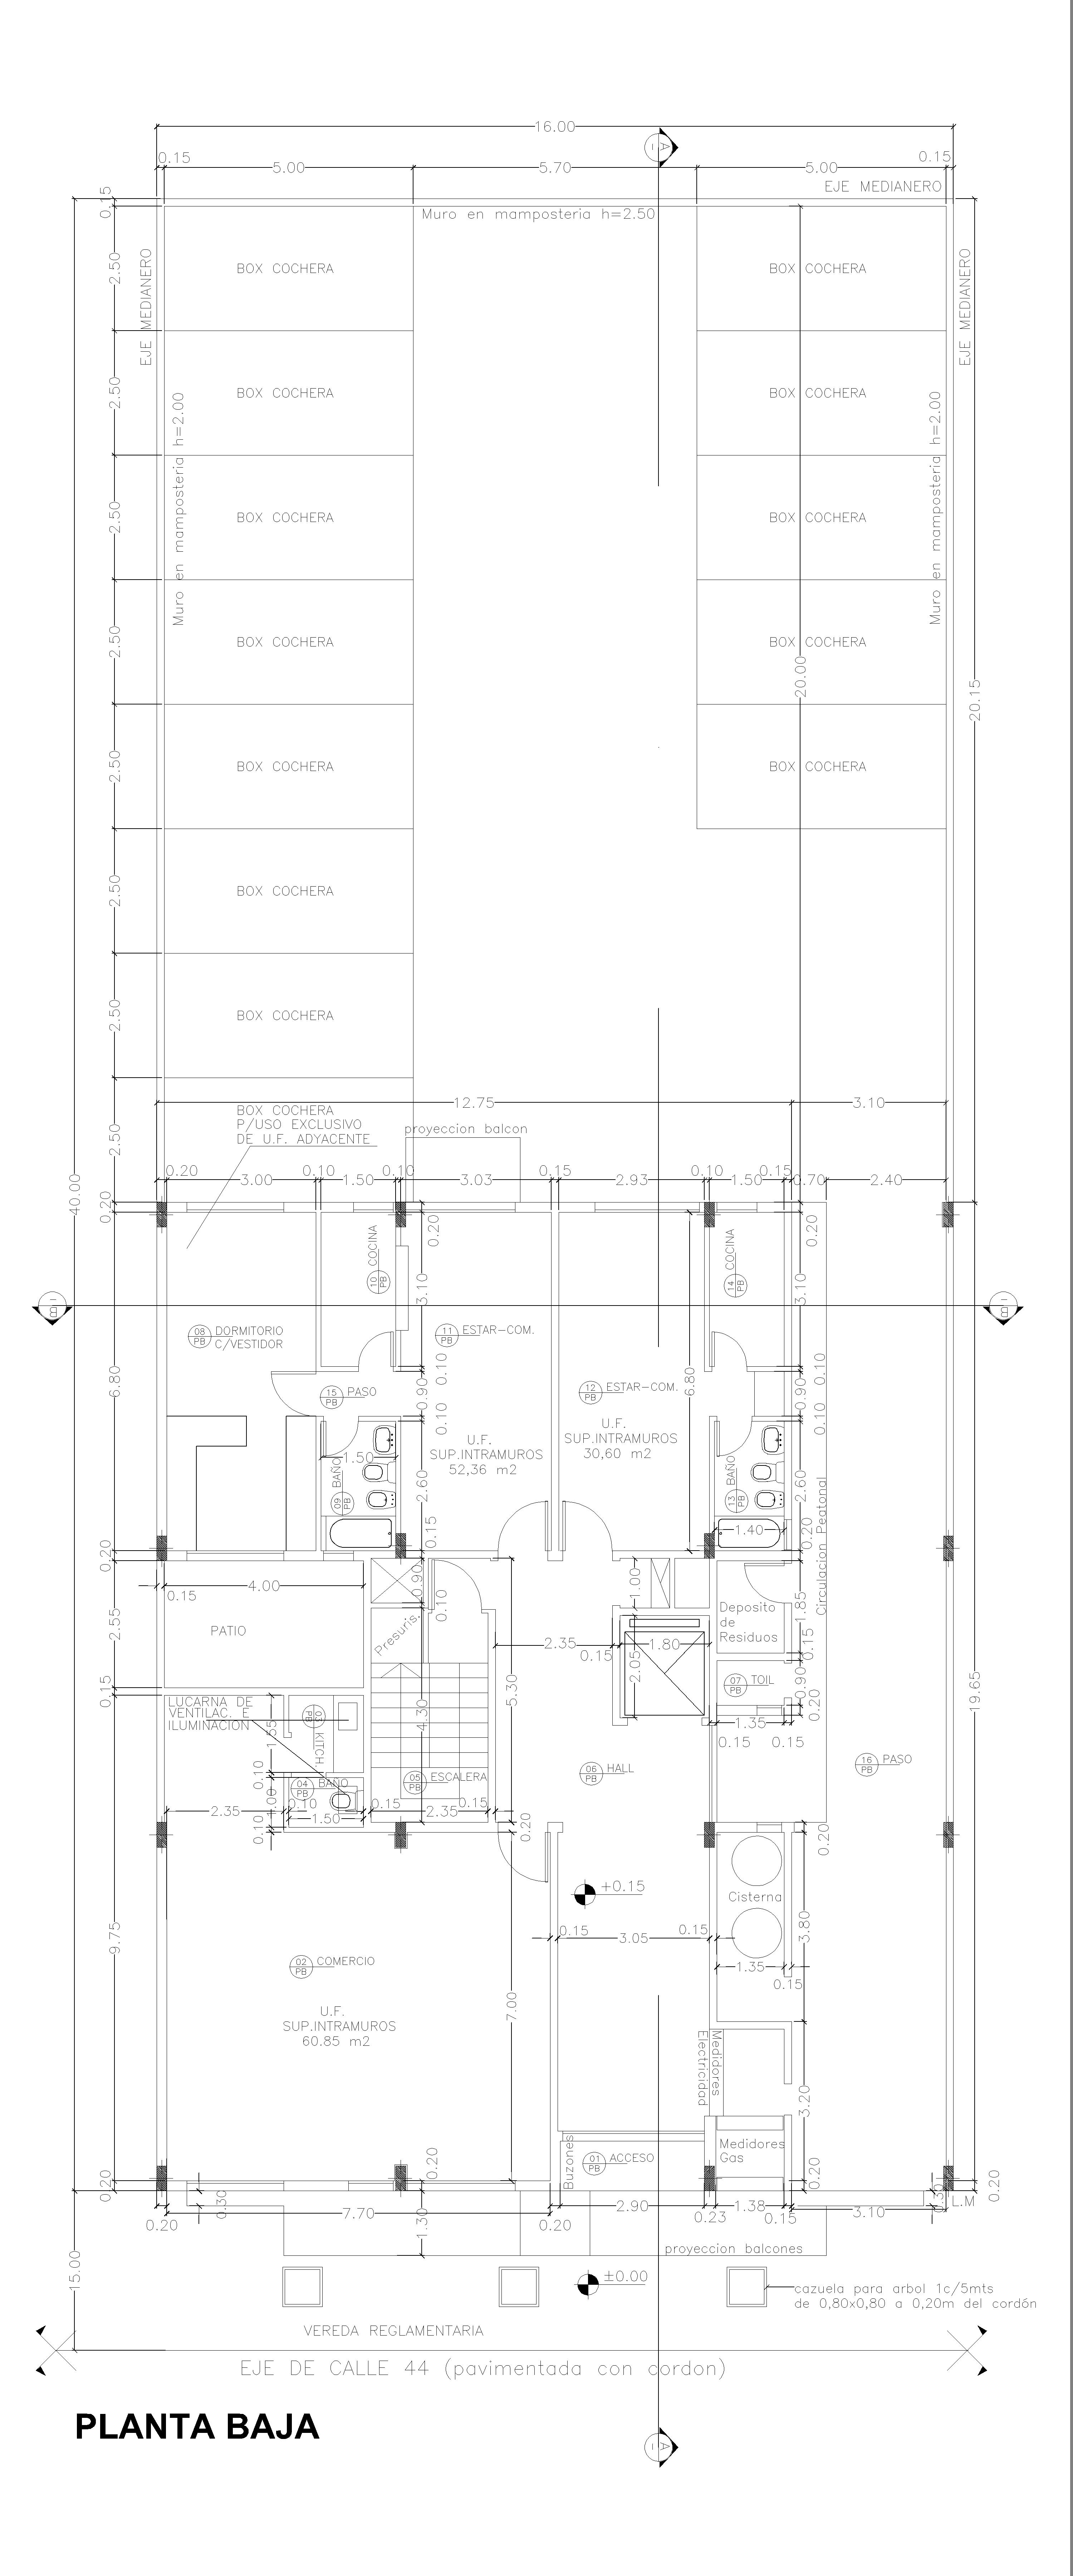 16.00
A
0.15
5.00
5.70
5.00
0.15
EJE MEDIANERO
Muro en mamposteria h=2.50
0.15
EJE MEDIANERO
EJE MEDIANERO
2.50
BOX COCHERA
BOX COCHERA
2.50
BOX COCHERA
BOX COCHERA
Muro en mamposteria h=2.00
Muro en mamposteria h=2.00
2.50
BOX COCHERA
BOX COCHERA
2.50
BOX COCHERA
BOX COCHERA
20.00
20.15
2.50
BOX COCHERA
BOX COCHERA
2.50
BOX COCHERA
2.50
BOX COCHERA
12.75
3.10
BOX COCHERA
P/USO EXCLUSIVO
DE U.F. ADYACENTE
proyeccion balcon
2.50
40.00
0.20
0.20
3.00
0.10
1.50
0.10
3.03
0.15
2.93
0.10
1.50
0.15
0.70
2.40
0.20
0.20
10 PB COCINA
14 PB COCINA
3.10
3.10
B
B
08 PB DORMITORIO
C/VESTIDOR
11 PB ESTAR-COM.
6.80
6.80
0.10
0.10
0.10
15 PB PASO
12 PB ESTAR-COM.
0.90
0.90
0.10
0.10
0.10
U.F.
SUP.INTRAMUROS
52,36 m2
U.F.
SUP.INTRAMUROS
30,60 m2
1.50
09 PB BAÑO
13 PB BAÑO
2.60
2.60
1.40
0.15
0.20
Circulacion Peatonal
0.20
0.15
4.00
0.90
0.10
1.00
1.85
2.55
PATIO
Presuris.
Deposito
de
Residuos
2.35
0.15
1.80
2.05
0.15
07 PB TOIL
0.90
0.20
0.15
LUCARNA DE
VENTILAC. E
ILUMINACION
03 PB KITCH.
1.55
4.30
5.30
1.35
0.15
0.15
19.65
16 PB PASO
06 PB HALL
0.10
04 PB BAÑO
05 PB ESCALERA
1.00
2.35
0.10
1.50
0.15
2.35
0.15
0.10
0.20
0.20
+0.15
Cisterna
9.75
0.15
3.05
0.15
3.80
1.35
0.15
02 PB COMERCIO
U.F.
SUP.INTRAMUROS
60.85 m2
7.00
Medidores
Electricidad
3.20
Medidores
Gas
Buzones
01 PB ACCESO
0.20
0.20
0.20
0.20
0.30
0.30
L.M
0.20
7.70
1.30
0.20
2.90
0.23
1.38
0.15
3.10
proyeccion balcones
15.00
±0.00
cazuela para arbol 1c/5mts
de 0,80x0,80 a 0,20m del cordón
VEREDA REGLAMENTARIA
EJE DE CALLE 44 (pavimentada con cordon)
PLANTA BAJA
A